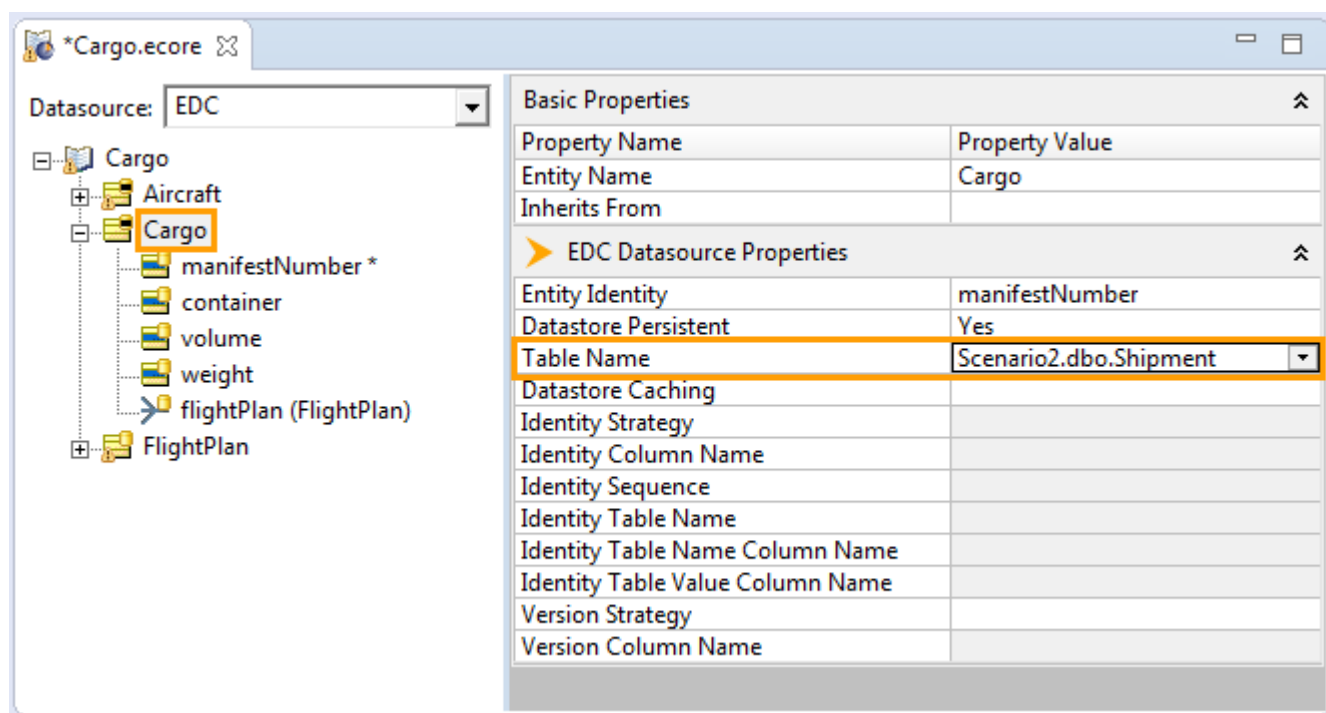 *Cargo.ecore
Datasource: EDC
Cargo
Aircraft
Cargo
manifestNumber *
container
volume
weight
flightPlan (FlightPlan)
FlightPlan
Basic Properties
Property Name Property Value
Entity Name Cargo
Inherits From
EDC Datasource Properties
Entity Identity manifestNumber
Datastore Persistent Yes
Table Name Scenario2.dbo.Shipment
Datastore Caching
Identity Strategy
Identity Column Name
Identity Sequence
Identity Table Name
Identity Table Name Column Name
Identity Table Value Column Name
Version Strategy
Version Column Name